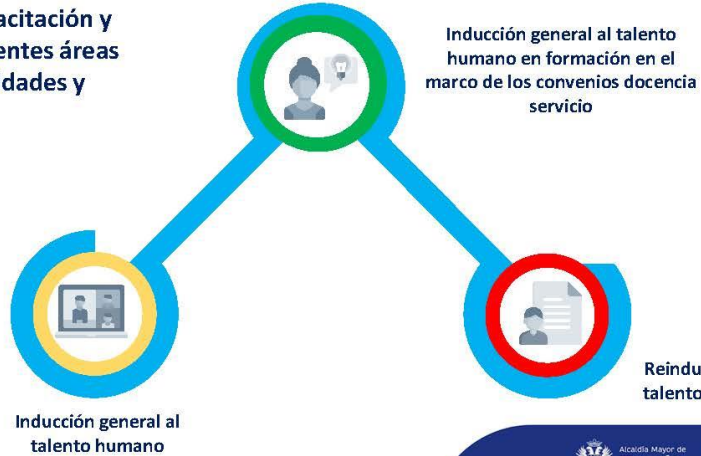 acitación y
entes áreas
dades y
Inducción general al talento
humano en formación en el
marco de los convenios docencia
servicio
Reindu
talento
Inducción general al
talento humano
Alcaldía Mayor de